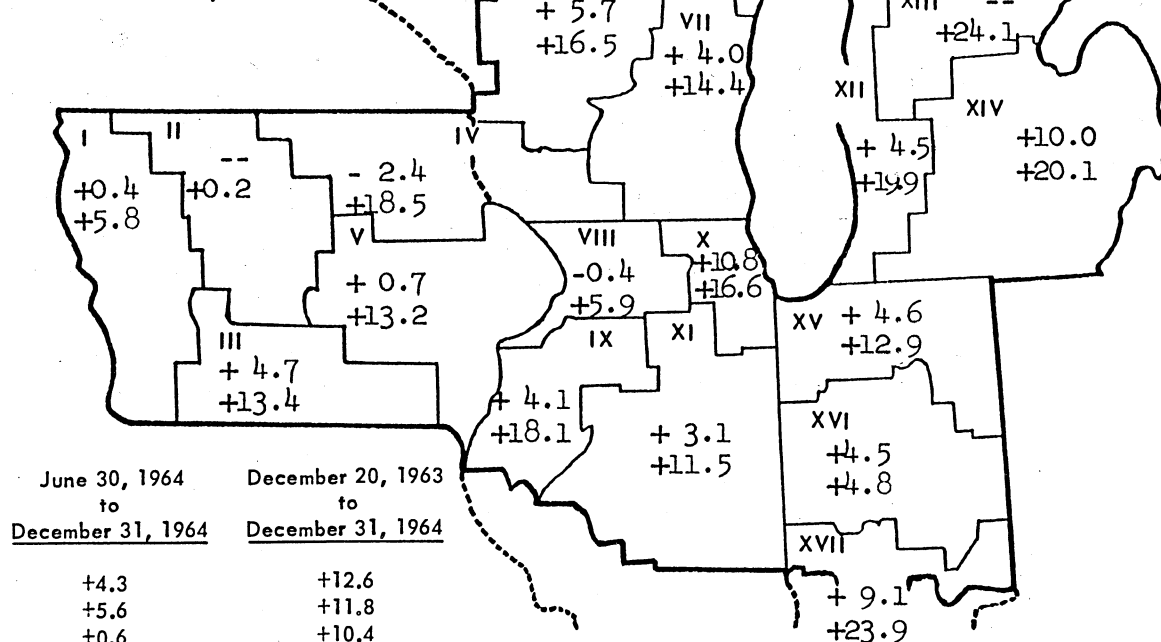 XIII --
+24.1
+ 5.7
+16.5
VII
+ 4.0
+14.4
XII
XIV
+10.0
+20.1
+ 4.5
+19.9
I
+0.4
+5.8
II
--
+0.2
IV
- 2.4
+18.5
V
+ 0.7
+13.2
III
+ 4.7
+13.4
VIII
-0.4
+5.9
X
+10.8
+16.6
IX
+ 4.1
+18.1
XI
+ 3.1
+11.5
XV + 4.6
+12.9
XVI
+4.5
+4.8
XVII
+ 9.1
+23.9
June 30, 1964 December 20, 1963
to to
December 31, 1964 December 31, 1964
+4.3 +12.6
+5.6 +11.8
+0.6 +10.4